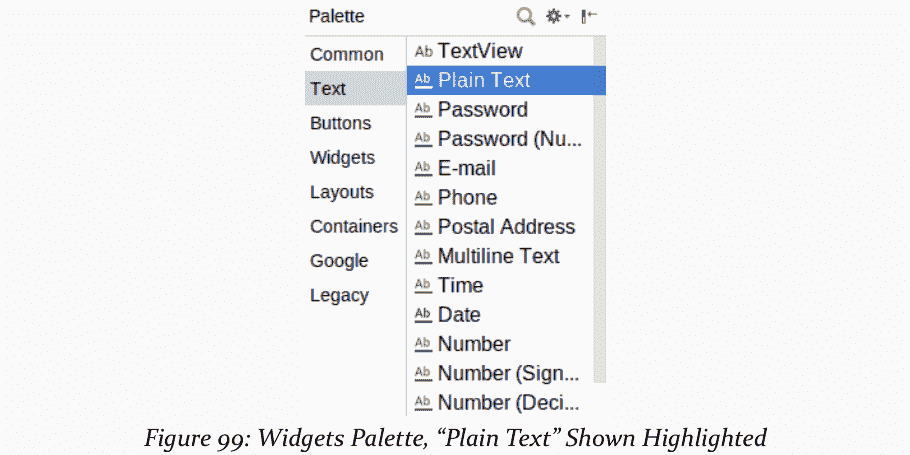 Palette
Common
Text
Buttons
Widgets
Layouts
Containers
Google
Legacy
Ab TextView
Ab Plain Text
Ab Password
Ab Password (Nu...
Ab E-mail
Ab Phone
Ab Postal Address
Ab Multiline Text
Ab Time
Ab Date
Ab Number
Ab Number (Sign...
Ab Number (Deci...
Figure 99: Widgets Palette, “Plain Text” Shown Highlighted